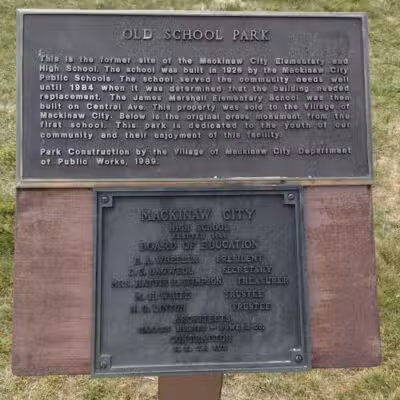 OLD SCHOOL PARK
This is the former site of the Mackinaw City Elementary and
High School. The school was built in 1926 by the Mackinaw City
Public Schools. The school served the community needs well
until 1984 when it was determined that the building needed
replacement. The James Marshall Elementary School was then
built on Central Ave. This property was sold to the Village of
Mackinaw City. Below is the original brass monument from the
first school. This park is dedicated to the youth of our
community and their enjoyment of this facility.
Park Construction by the Village of Mackinaw City Department
of Public Works, 1989.
MACKINAW CITY
HIGH SCHOOL
BOARD OF EDUCATION
PRESIDENT
SECRETARY
MRS. TREASURER
M. H. WHITE TRUSTEE
TRUSTEE
ARCHITECTS
CONTRACTOR